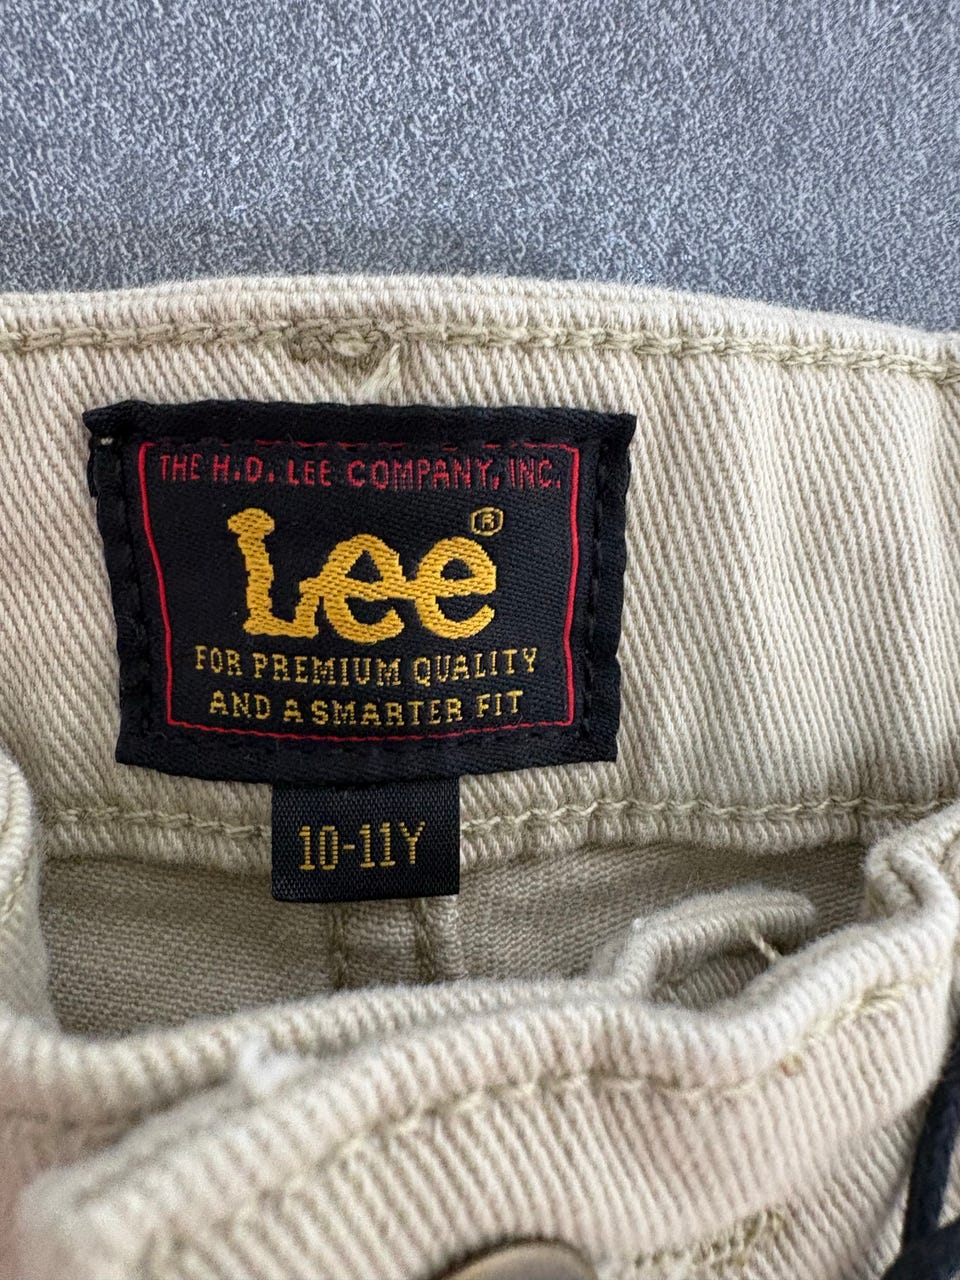 THE H.D. LEE COMPANY, INC.
Lee®
FOR PREMIUM QUALITY
AND A SMARTER FIT
10-11Y